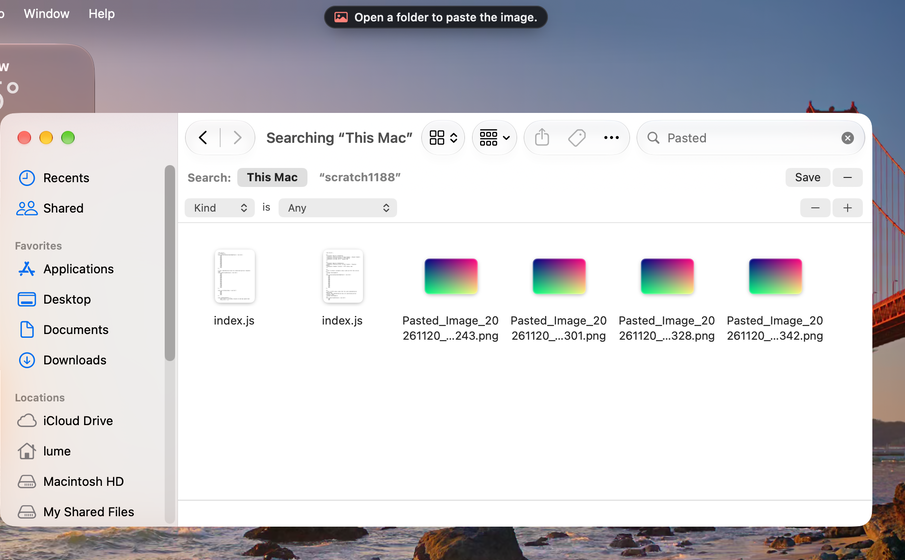 Window Help
Open a folder to paste the image.
Searching “This Mac”
Pasted
Search: This Mac “scratch1188”
Save
Kind is Any
Recents
Shared
Favorites
Applications
Desktop
Documents
Downloads
Locations
iCloud Drive
lume
Macintosh HD
My Shared Files
index.js
index.js
Pasted_Image_20
261120_...243.png
Pasted_Image_20
261120_...301.png
Pasted_Image_20
261120_...328.png
Pasted_Image_20
261120_...342.png